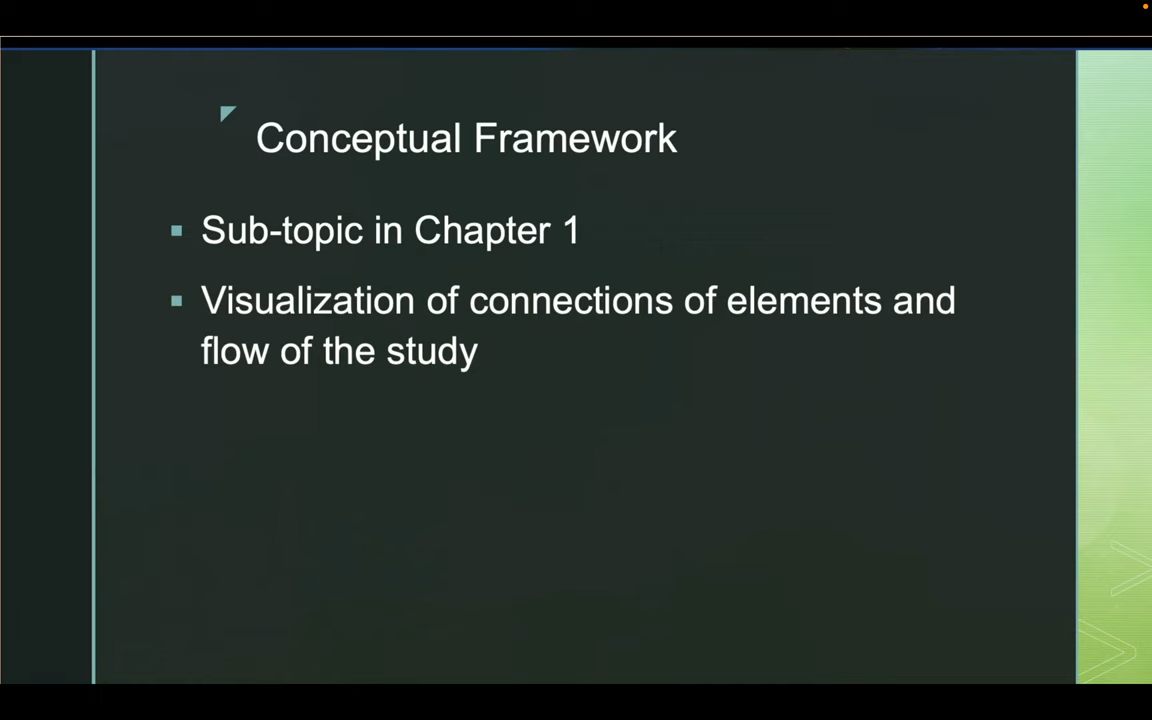 Conceptual Framework
Sub-topic in Chapter 1
Visualization of connections of elements and
flow of the study